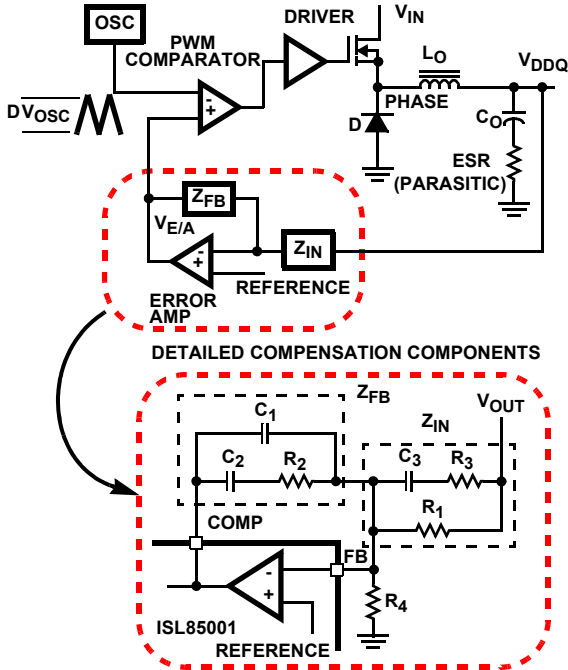 OSC
DRIVER
V_IN
PWM
COMPARATOR
L_O
V_DDQ
-
+
DV_OSC
PHASE
D
C_O
ESR
(PARASITIC)
Z_FB
V_E/A
Z_IN
-
+
REFERENCE
ERROR
AMP
DETAILED COMPENSATION COMPONENTS
Z_FB
V_OUT
C_1
Z_IN
C_2
R_2
C_3
R_3
R_1
COMP
FB
-
+
R_4
ISL85001
REFERENCE